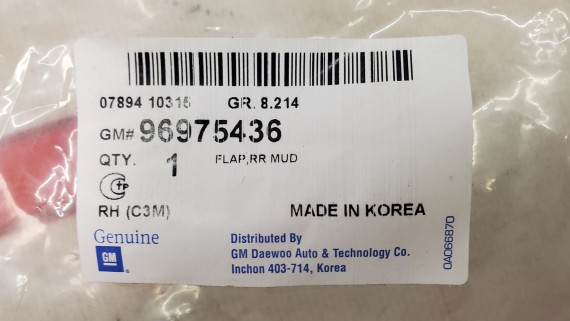 07894 10315 GR. 8.214
GM# 96975436
QTY. 1 FLAP,RR MUD
RH (C3M) MADE IN KOREA
Genuine
GM
Distributed By
GM Daewoo Auto & Technology Co.
Inchon 403-714, Korea
0A066870